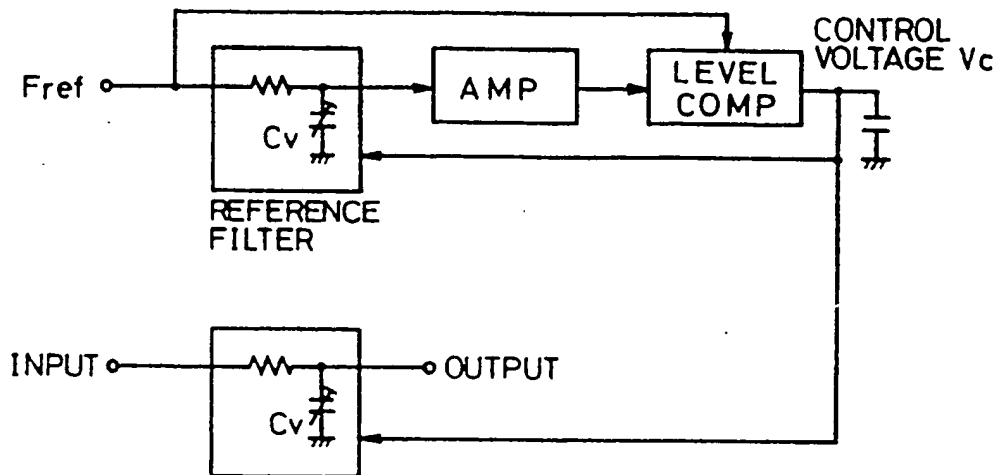 CONTROL
VOLTAGE Vc
Fref
AMP
LEVEL
COMP
Cv
REFERENCE
FILTER
INPUT
OUTPUT
Cv